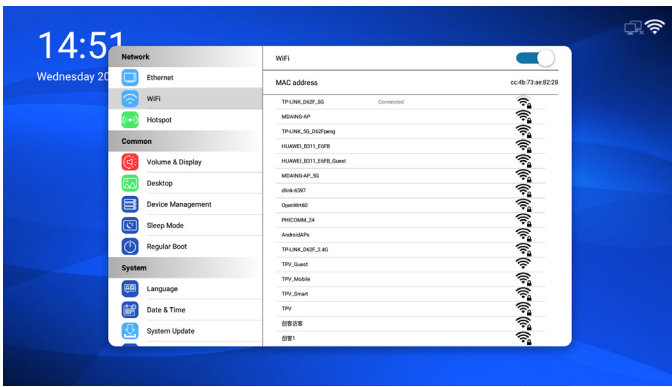 14:51
Wednesday 20
Network
Ethernet
WiFi
Hotspot
Common
Volume & Display
Desktop
Device Management
Sleep Mode
Regular Boot
System
Language
Date & Time
System Update
WiFi
MAC address cc:4b:73:ae:82:28
TP-LINK_D62F_5G Connected
MDAING-AP
TP-LINK_5G_D62Fpeng
HUAWEI_B311_E6FB
HUAWEI_B311_E6FB_Guest
MDAING-AP_5G
dlink-6597
OpenWrt60
PHICOMM_24
AndroidAPs
TP-LINK_D62F_2.4G
TPV_Guest
TPV_Mobile
TPV_Smart
TPV
创客访客
创客1